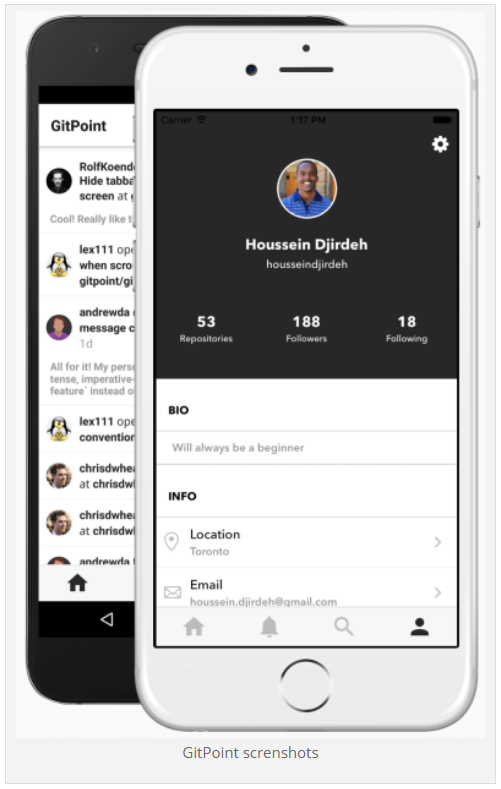 GitPoint
RolfKoende
Hide tabba
screen at g
Cool! Really like t
lex111 ope
when scro
gitpoint/gi
andrewda
message c
1d
All for it! My perso
tense, imperative-
feature` instead o
lex111 ope
convention
chrisdwhea
at chrisdwh
chrisdwhea
at chrisdwh
andrewda
Carrier
1:17 PM
Houssein Djirdeh
housseindjirdeh
53
188
18
Repositories
Followers
Following
BIO
Will always be a beginner
INFO
Location
Toronto
Email
houssein.djirdeh@gmail.com
GitPoint screnshots